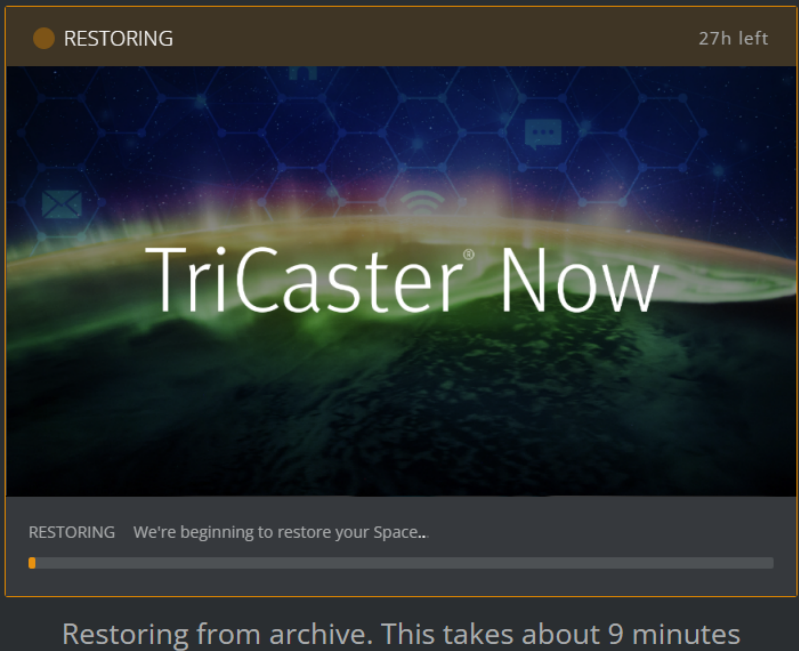 RESTORING 27h left
TriCaster® Now
RESTORING We're beginning to restore your Space...
Restoring from archive. This takes about 9 minutes